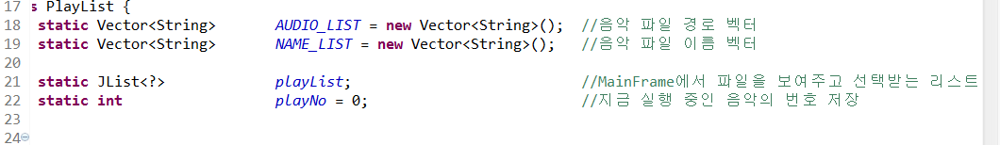 17 s PlayList {
18 static Vector<String> AUDIO_LIST = new Vector<String>(); //음악 파일 경로 벡터
19 static Vector<String> NAME_LIST = new Vector<String>(); //음악 파일 이름 벡터
20
21 static JList<?> playList; //MainFrame에서 파일을 보여주고 선택받는 리스트
22 static int playNo = 0; //지금 실행 중인 음악의 번호 저장
23
24